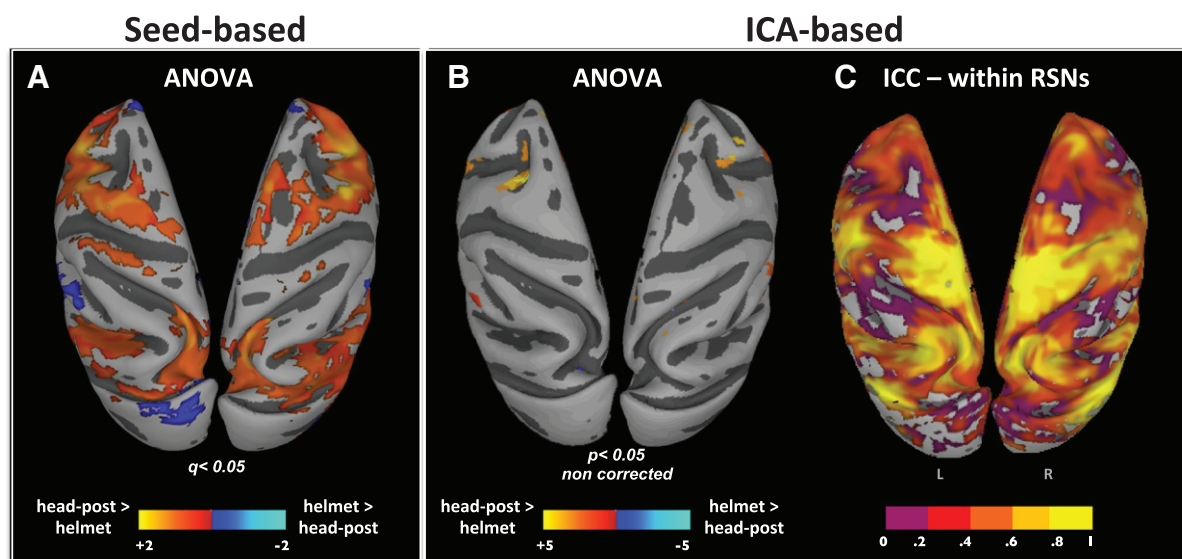 Seed-based
ICA-based
A
ANOVA
B
ANOVA
C
ICC – within RSNs
q< 0.05
p< 0.05
non corrected
L
R
head-post >
helmet
helmet >
head-post
+2
-2
head-post >
helmet
helmet >
head-post
+5
-5
0 .2 .4 .6 .8 1